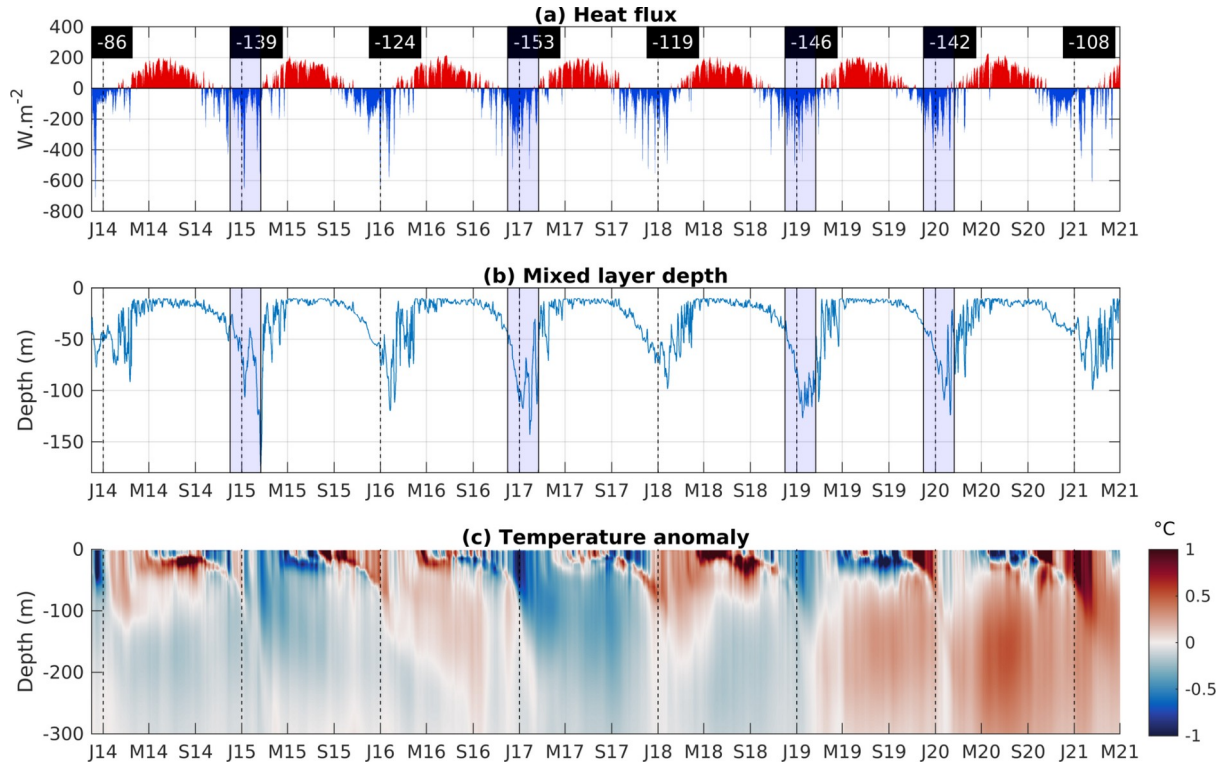 (a) Heat flux
400
200
0
-200
-400
-600
-800
W.m-2
-86
-139
-124
-153
-119
-146
-142
-108
J14 M14 S14 J15 M15 S15 J16 M16 S16 J17 M17 S17 J18 M18 S18 J19 M19 S19 J20 M20 S20 J21 M21
(b) Mixed layer depth
0
-50
-100
-150
Depth (m)
J14 M14 S14 J15 M15 S15 J16 M16 S16 J17 M17 S17 J18 M18 S18 J19 M19 S19 J20 M20 S20 J21 M21
(c) Temperature anomaly
0
-100
-200
-300
Depth (m)
J14 M14 S14 J15 M15 S15 J16 M16 S16 J17 M17 S17 J18 M18 S18 J19 M19 S19 J20 M20 S20 J21 M21
°C
1
0.5
0
-0.5
-1